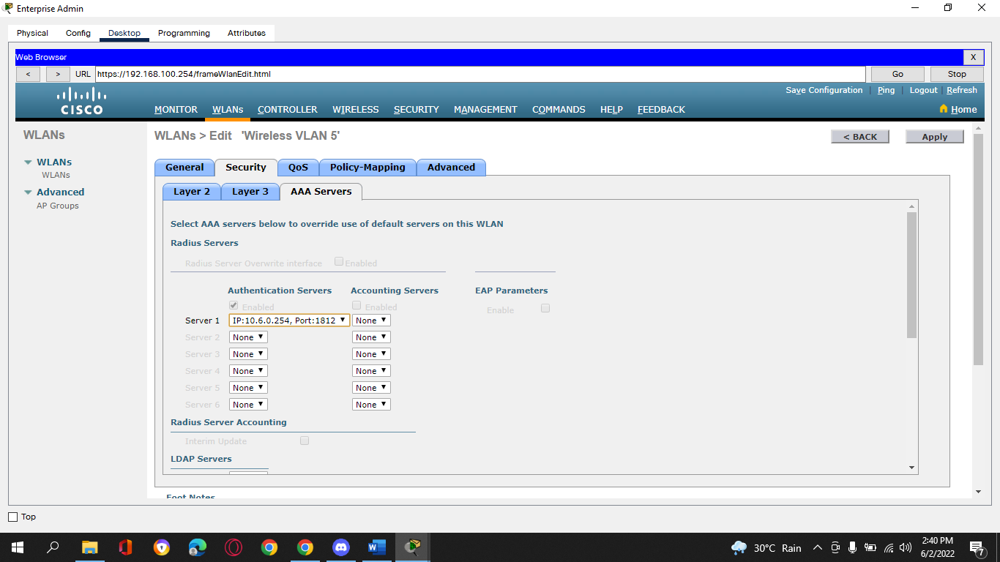 Enterprise Admin
Physical Config Desktop Programming Attributes
Web Browser X
< > URL https://192.168.100.254/frameWlanEdit.html Go Stop
Save Configuration | Ping | Logout | Refresh
CISCO MONITOR WLANs CONTROLLER WIRELESS SECURITY MANAGEMENT COMMANDS HELP FEEDBACK Home
WLANs
WLANs
WLANs
Advanced
AP Groups
WLANs > Edit 'Wireless VLAN 5' < BACK Apply
General Security QoS Policy-Mapping Advanced
Layer 2 Layer 3 AAA Servers
Select AAA servers below to override use of default servers on this WLAN
Radius Servers
Radius Server Overwrite interface Enabled
Authentication Servers Accounting Servers EAP Parameters
Enabled Enabled Enable
Server 1 IP:10.6.0.254, Port:1812 None
Server 2 None None
Server 3 None None
Server 4 None None
Server 5 None None
Server 6 None None
Radius Server Accounting
Interim Update
LDAP Servers
Foot Notes
Top
30°C Rain 2:40 PM
6/2/2022 7